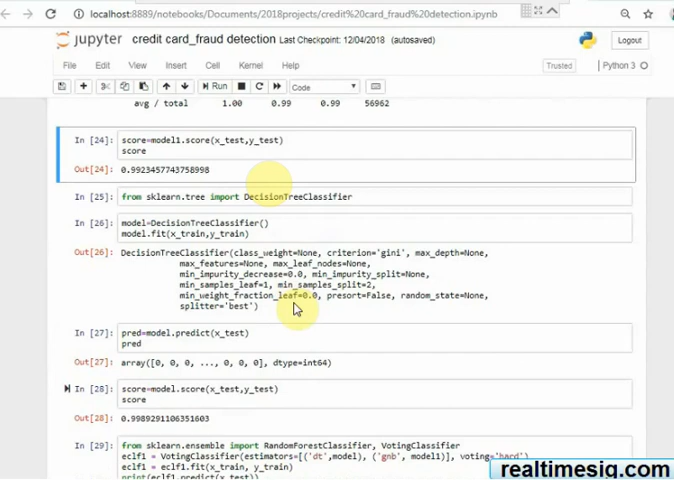 localhost:8889/notebooks/Documents/2018projects/credit%20card_fraud%20detection.ipynb
jupyter credit card_fraud detection Last Checkpoint: 12/04/2018 (autosaved)
Logout
File Edit View Insert Cell Kernel Help
Trusted
Python 3
Run
Code
avg / total 1.00 0.99 0.99 56962
In [24]: score=model1.score(x_test,y_test)
score
Out[24]: 0.9923457743758998
In [25]: from sklearn.tree import DecisionTreeClassifier
In [26]: model=DecisionTreeClassifier()
model.fit(x_train,y_train)
Out[26]: DecisionTreeClassifier(class_weight=None, criterion='gini', max_depth=None,
max_features=None, max_leaf_nodes=None,
min_impurity_decrease=0.0, min_impurity_split=None,
min_samples_leaf=1, min_samples_split=2,
min_weight_fraction_leaf=0.0, presort=False, random_state=None,
splitter='best')
In [27]: pred=model.predict(x_test)
pred
Out[27]: array([0, 0, 0, ..., 0, 0, 0], dtype=int64)
In [28]: score=model.score(x_test,y_test)
score
Out[28]: 0.9989291106351603
In [29]: from sklearn.ensemble import RandomForestClassifier, VotingClassifier
eclf1 = VotingClassifier(estimators=[('dt',model), ('gnb', model1)], voting='hard')
eclf1 = eclf1.fit(x_train, y_train)
print(eclf1.predict(x_test))
realtimesiq.com